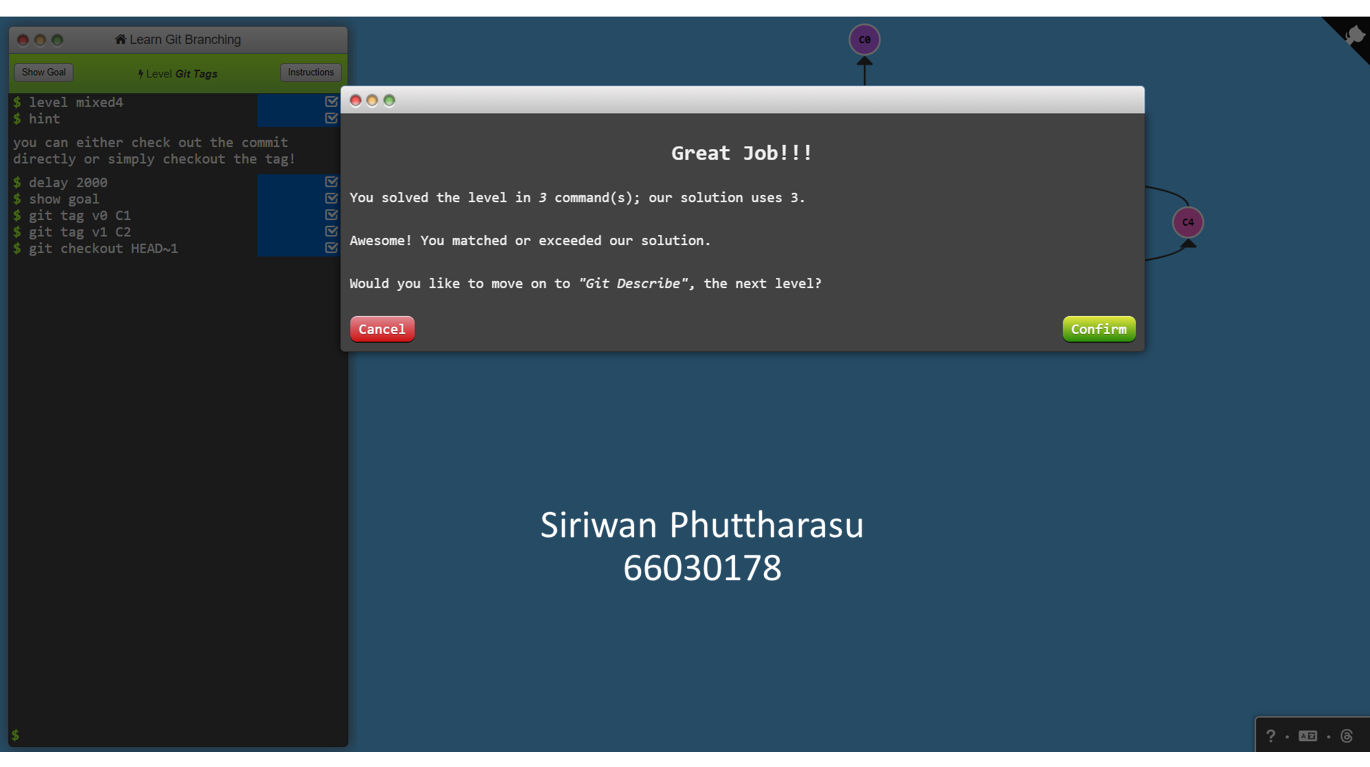 Learn Git Branching
Show Goal
Level Git Tags
Instructions
$ level mixed4
$ hint
you can either check out the commit
directly or simply checkout the tag!
$ delay 2000
$ show goal
$ git tag v0 C1
$ git tag v1 C2
$ git checkout HEAD~1
$
C0
Great Job!!!
You solved the level in 3 command(s); our solution uses 3.
Awesome! You matched or exceeded our solution.
Would you like to move on to "Git Describe", the next level?
Cancel
Confirm
C4
Siriwan Phuttharasu
66030178
?